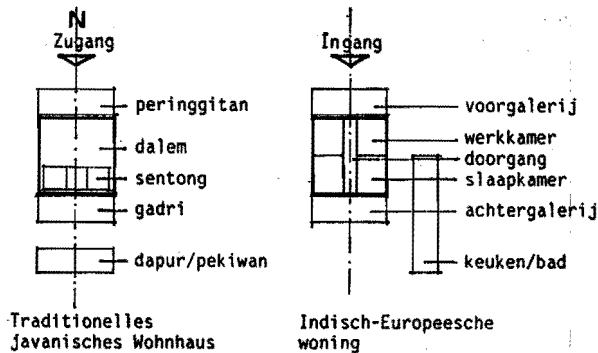 N
Zugang
peringgitan
dalem
sentong
gadri
dapur/pekiwan
Traditionelles
javanisches Wohnhaus
Ingang
voorgalerij
werkkamer
doorgang
slaapkamer
achtergalerij
keuken/bad
Indisch-Europeesche
woning